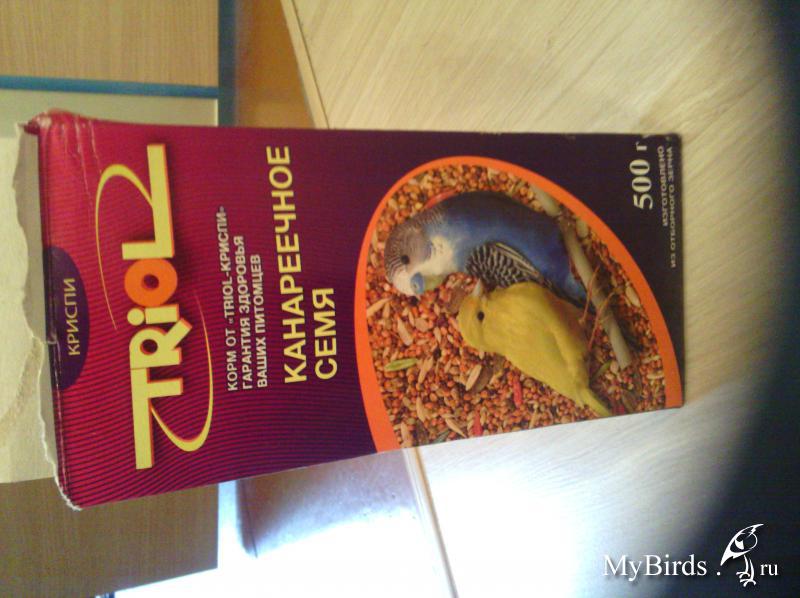 КРИСПИ
TRiOL
КОРМ ОТ «TRIOL-КРИСПИ»
ГАРАНТИЯ ЗДОРОВЬЯ
ВАШИХ ПИТОМЦЕВ
КАНАРЕЕЧНОЕ
СЕМЯ
500 г
ИЗГОТОВЛЕНО
ИЗ ОТБОРНОГО ЗЕРНА
MyBirds.ru